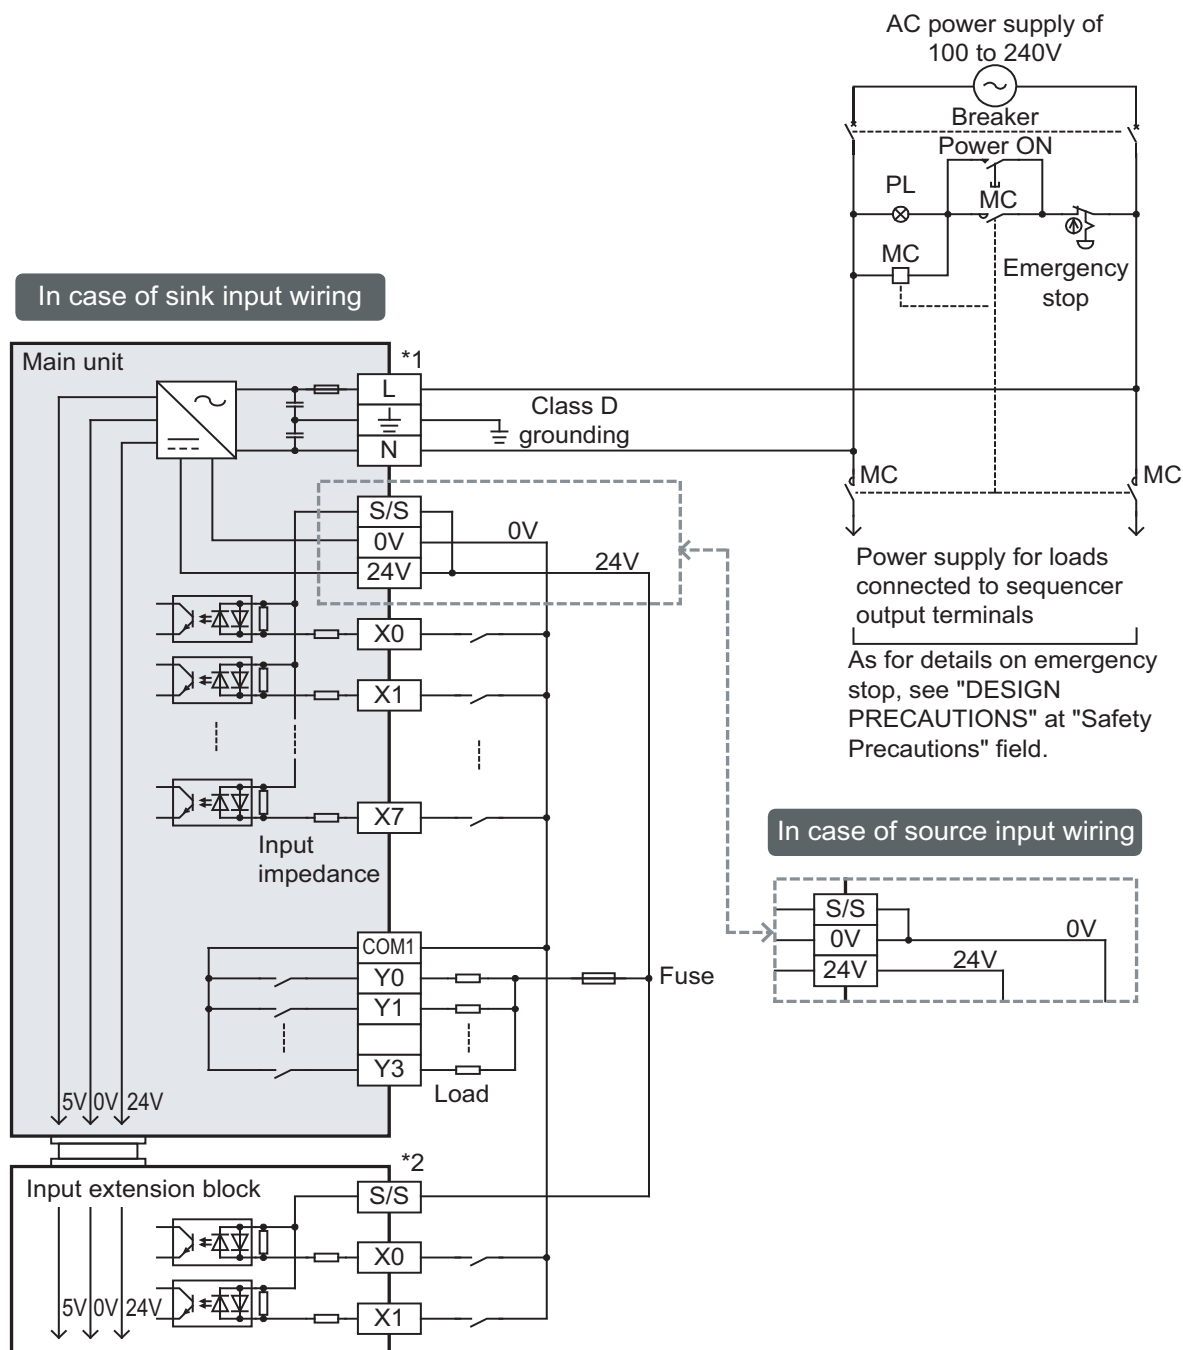 AC power supply of
100 to 240V
Breaker
Power ON
PL
MC
MC
Emergency
stop
In case of sink input wiring
Main unit
*1
L
Class D
grounding
N
MC
MC
S/S
0V
0V
24V
24V
Power supply for loads
connected to sequencer
output terminals
X0
As for details on emergency
stop, see "DESIGN
PRECAUTIONS" at "Safety
Precautions" field.
X1
X7
Input
impedance
In case of source input wiring
S/S
0V
0V
24V
24V
COM1
Y0
Fuse
Y1
Y3
Load
5V 0V 24V
*2
Input extension block
S/S
X0
X1
5V 0V 24V